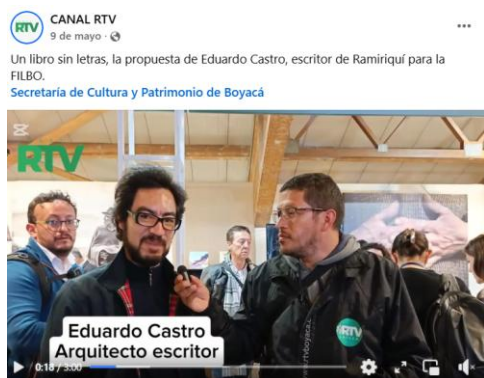 RTV
CANAL RTV
9 de mayo
Un libro sin letras, la propuesta de Eduardo Castro, escritor de Ramiriquí para la
FILBO.
Secretaría de Cultura y Patrimonio de Boyacá
RTV
RTV
Eduardo Castro
Arquitecto escritor
0:18 / 3:00